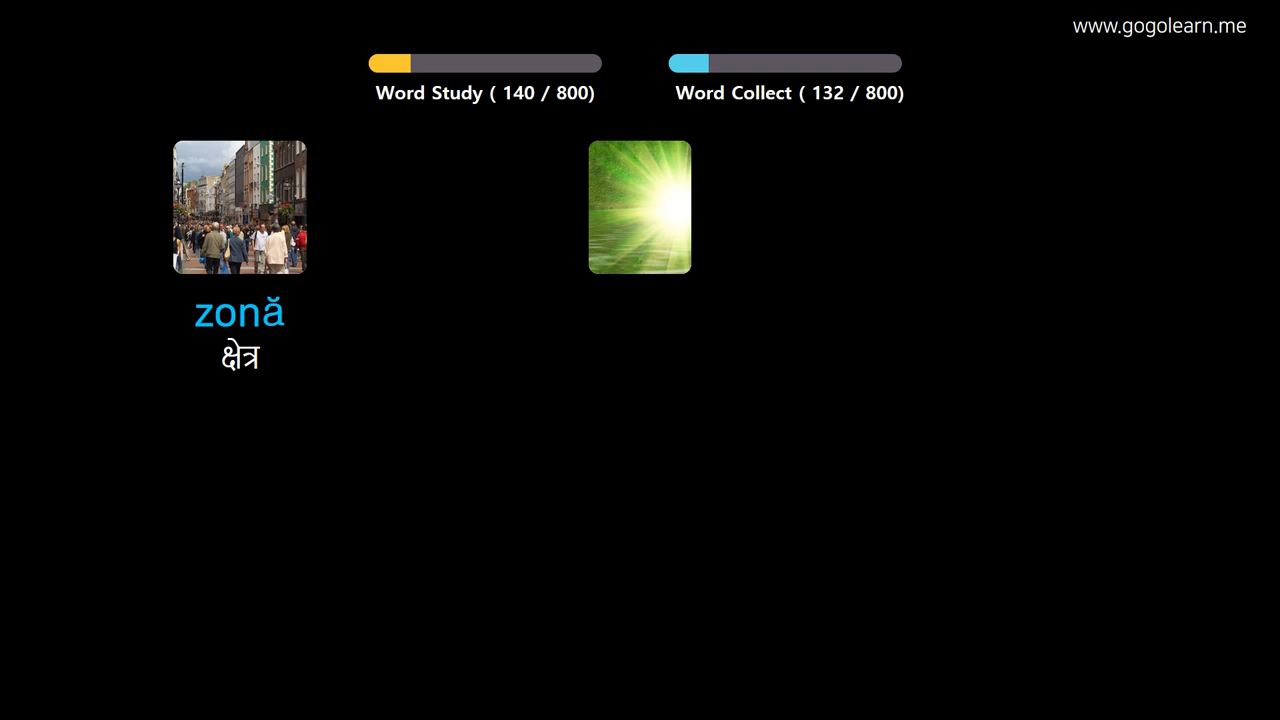 www.gogolearn.me
Word Study ( 140 / 800)
Word Collect ( 132 / 800)
zonă
क्षेत्र